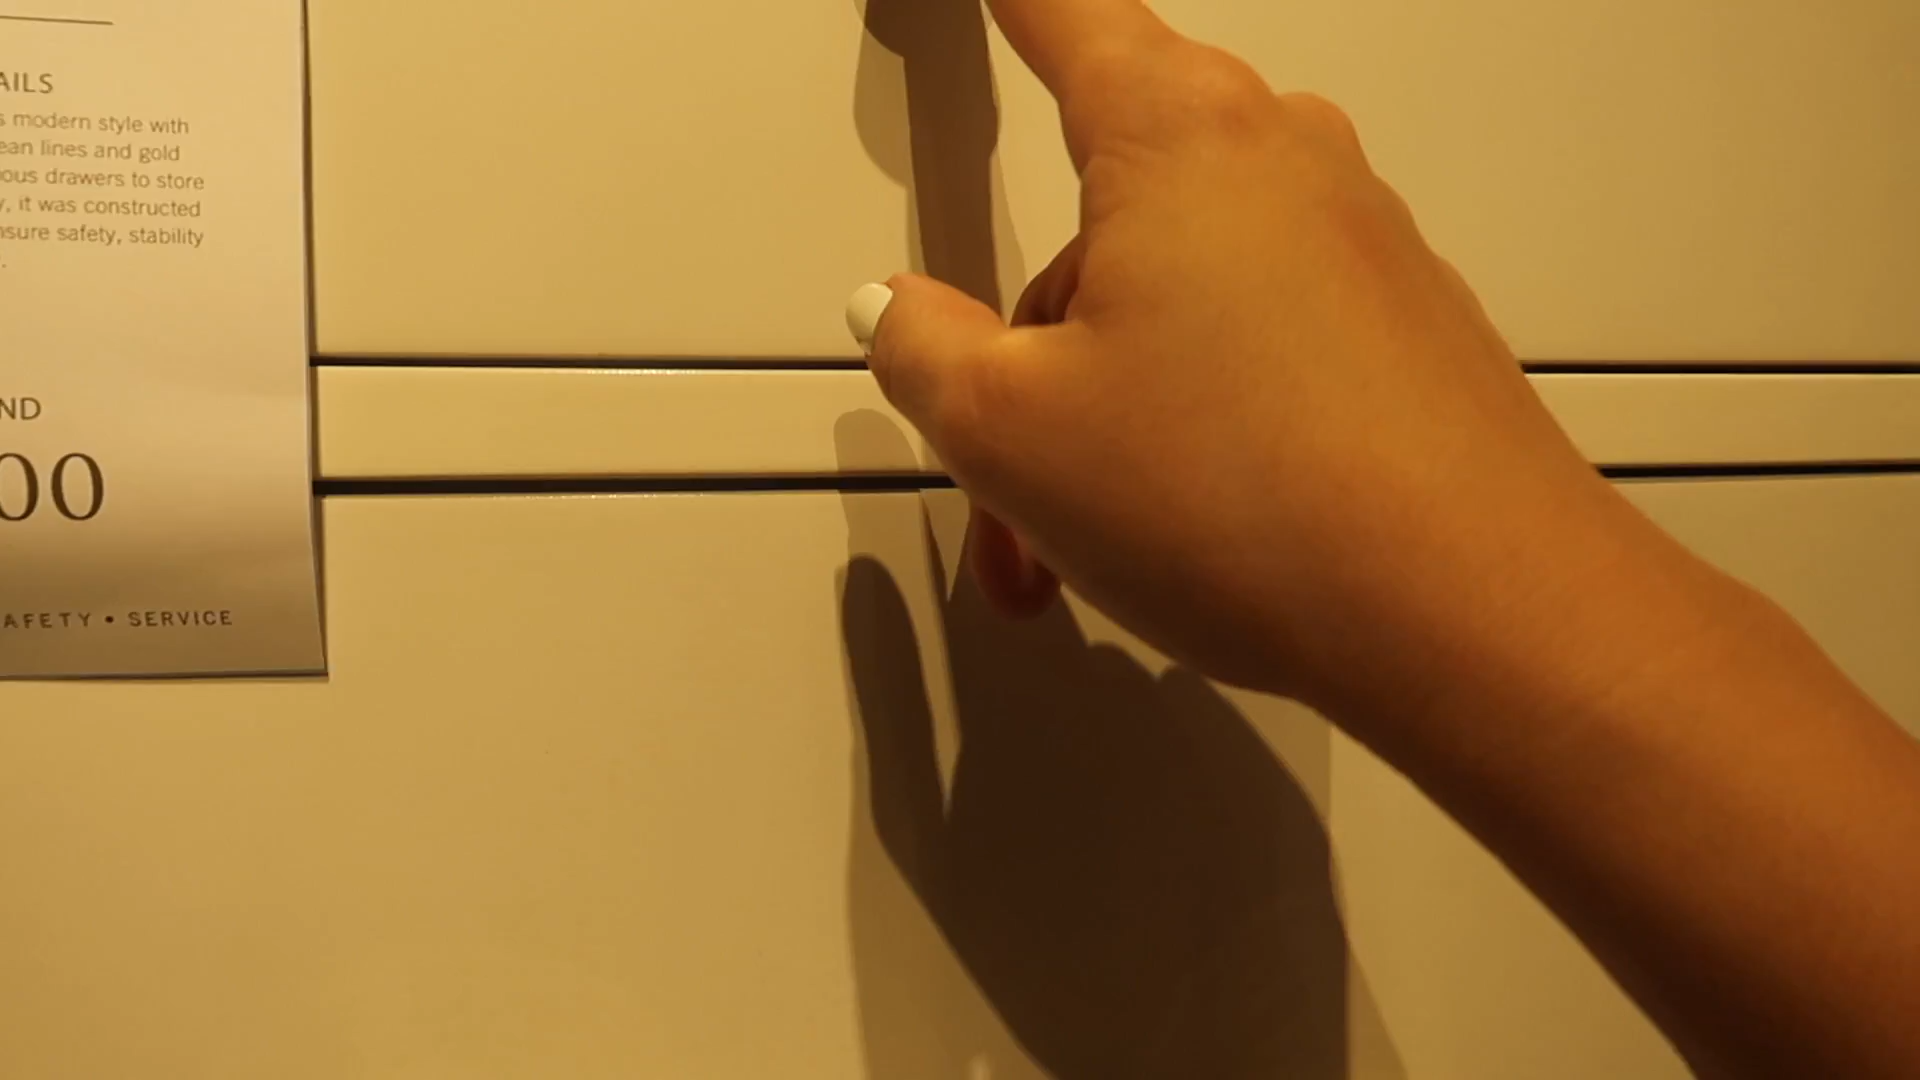 AILS
s modern style with
ean lines and gold
ous drawers to store
y, it was constructed
nsure safety, stability
.
ND
00
AFETY • SERVICE